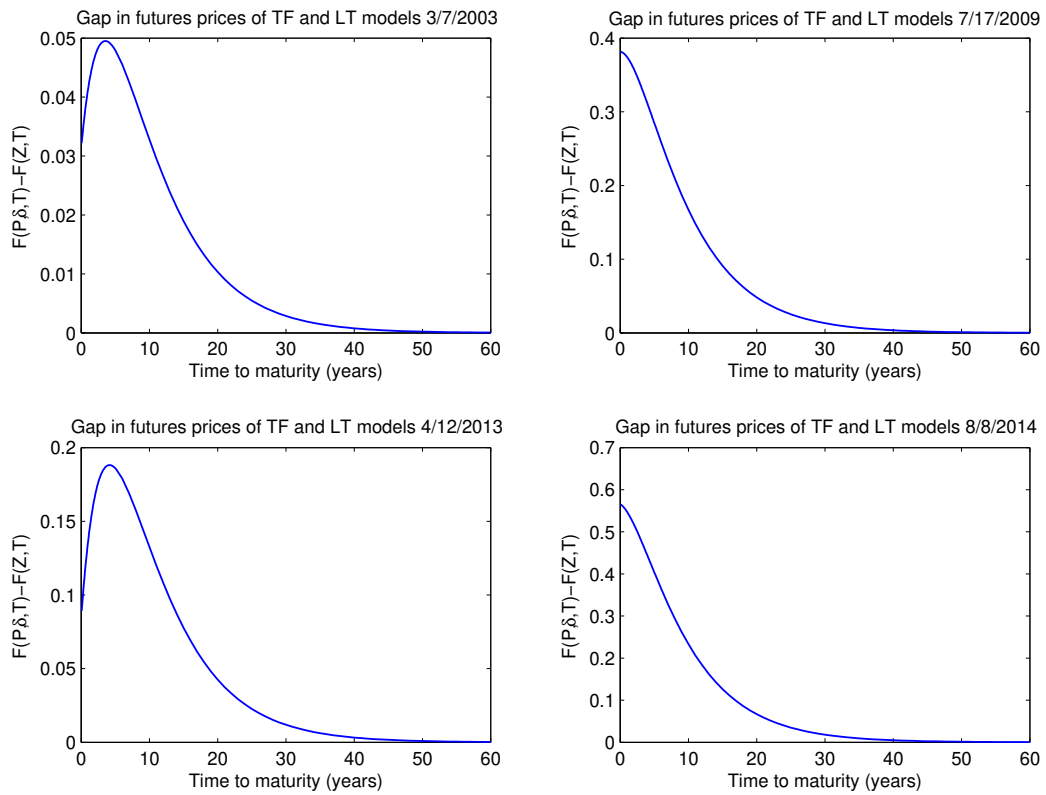 Gap in futures prices of TF and LT models 3/7/2003
0.05
0.04
0.03
0.02
0.01
0
F(P,δ,T)−F(Z,T)
0 10 20 30 40 50 60
Time to maturity (years)
Gap in futures prices of TF and LT models 7/17/2009
0.4
0.3
0.2
0.1
0
F(P,δ,T)−F(Z,T)
0 10 20 30 40 50 60
Time to maturity (years)
Gap in futures prices of TF and LT models 4/12/2013
0.2
0.15
0.1
0.05
0
F(P,δ,T)−F(Z,T)
0 10 20 30 40 50 60
Time to maturity (years)
Gap in futures prices of TF and LT models 8/8/2014
0.7
0.6
0.5
0.4
0.3
0.2
0.1
0
F(P,δ,T)−F(Z,T)
0 10 20 30 40 50 60
Time to maturity (years)